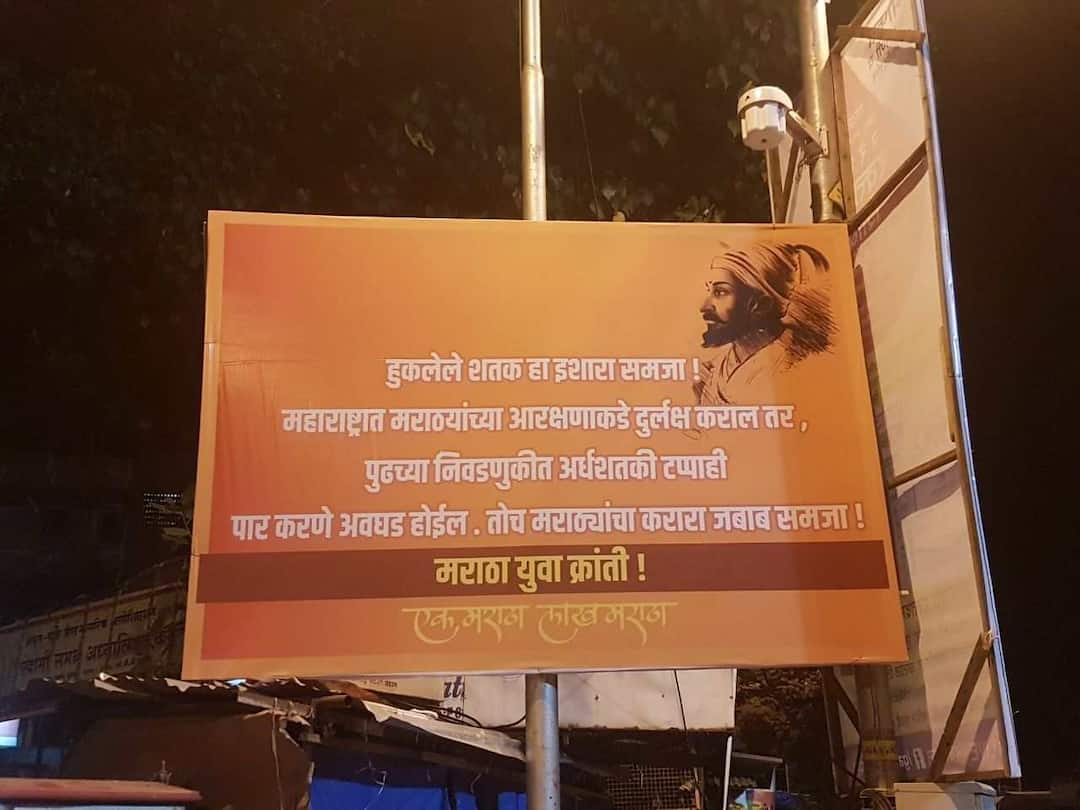 हुकलेले शतक हा इशारा समजा !
महाराष्ट्रात मराठ्यांच्या आरक्षणाकडे दुर्लक्ष कराल तर ,
पुढच्या निवडणुकीत अर्धशतकी टप्पाही
पार करणे अवघड होईल . तोच मराठ्यांचा करारा जबाब समजा !
मराठा युवा क्रांती !
एक मराठा लाख मराठा